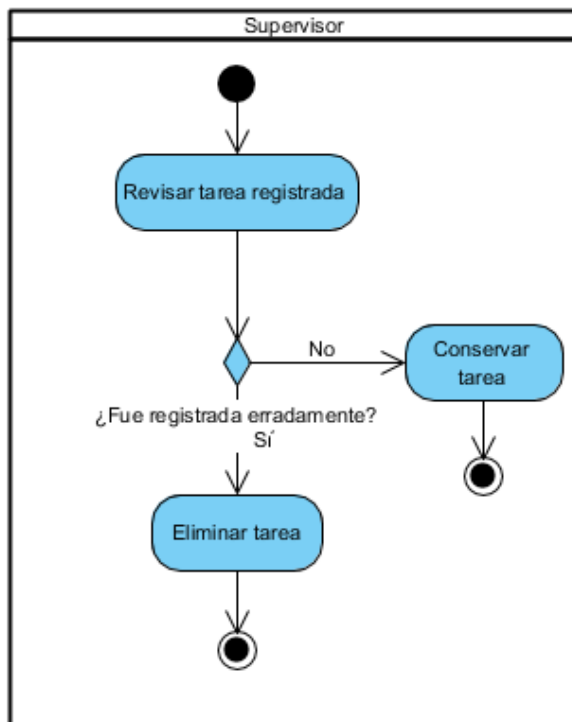 Supervisor
Revisar tarea registrada
No
Conservar
tarea
¿Fue registrada erradamente?
Sí
Eliminar tarea